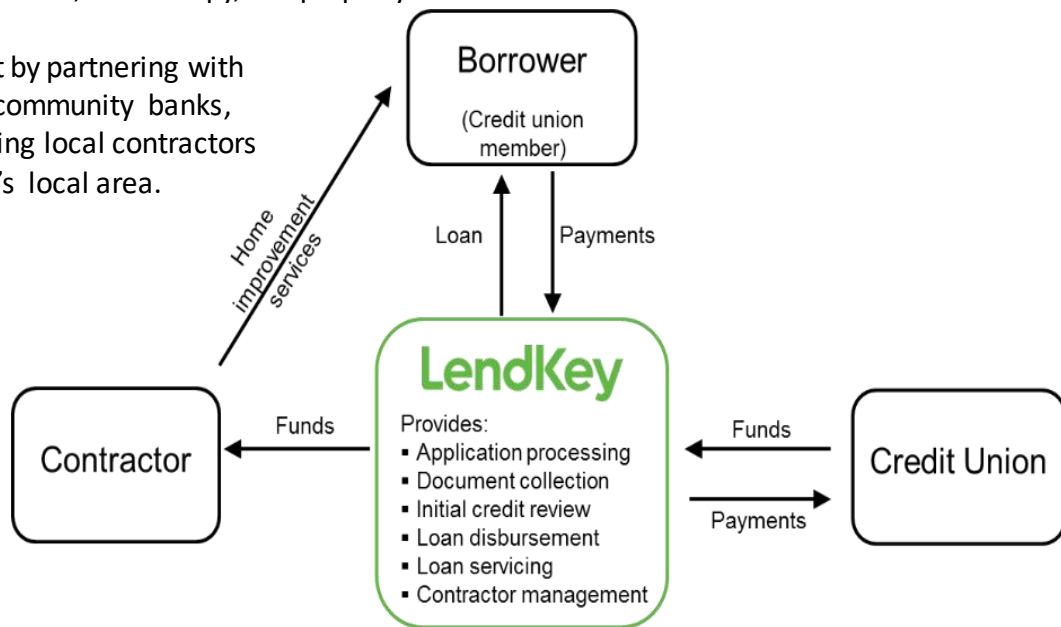 t by partnering with
community banks,
ing local contractors
's local area.
Borrower
(Credit union
member)
Home
improvement
services
Loan
Payments
LendKey
Provides:
▪ Application processing
▪ Document collection
▪ Initial credit review
▪ Loan disbursement
▪ Loan servicing
▪ Contractor management
Contractor
Funds
Funds
Payments
Credit Union